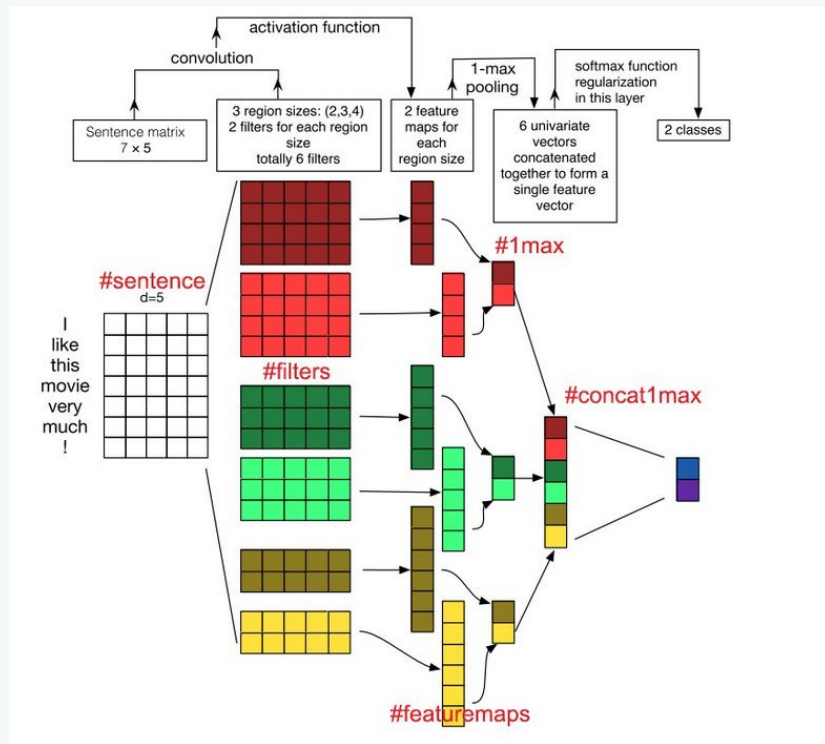 activation function
convolution
1-max
pooling
softmax function
regularization
in this layer
Sentence matrix
7 × 5
3 region sizes: (2,3,4)
2 filters for each region
size
totally 6 filters
2 feature
maps for
each
region size
6 univariate
vectors
concatenated
together to form a
single feature
vector
2 classes
#sentence
d=5
I
like
this
movie
very
much
!
#filters
#1max
#concat1max
#featuremaps